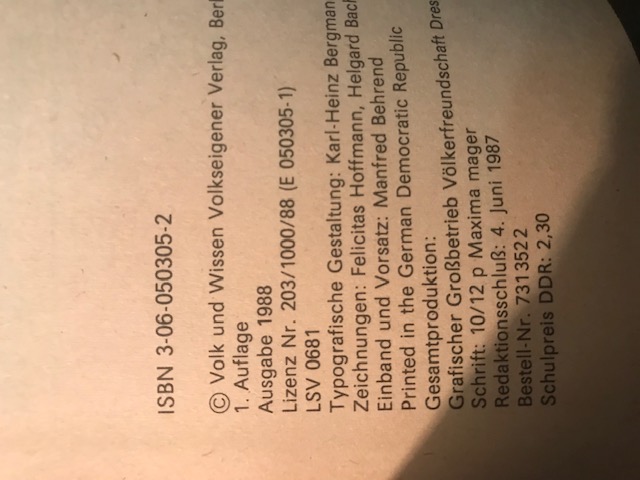 ISBN 3-06-050305-2
© Volk und Wissen Volkseigener Verlag,
1. Auflage
Ausgabe 1988
Lizenz Nr. 203/1000/88 (E 050305-1)
LSV 0681
Typografische Gestaltung: Karl-Heinz Bergman
Zeichnungen: Felicitas Hoffmann, Helgard
Einband und Vorsatz: Manfred Behrend
Printed in the German Democratic Republic
Gesamtproduktion:
Grafischer Großbetrieb Völkerfreundschaft Dres
Schrift: 10/12 p Maxima mager
Redaktionsschluß: 4. Juni 1987
Bestell-Nr. 7313522
Schulpreis DDR: 2,30